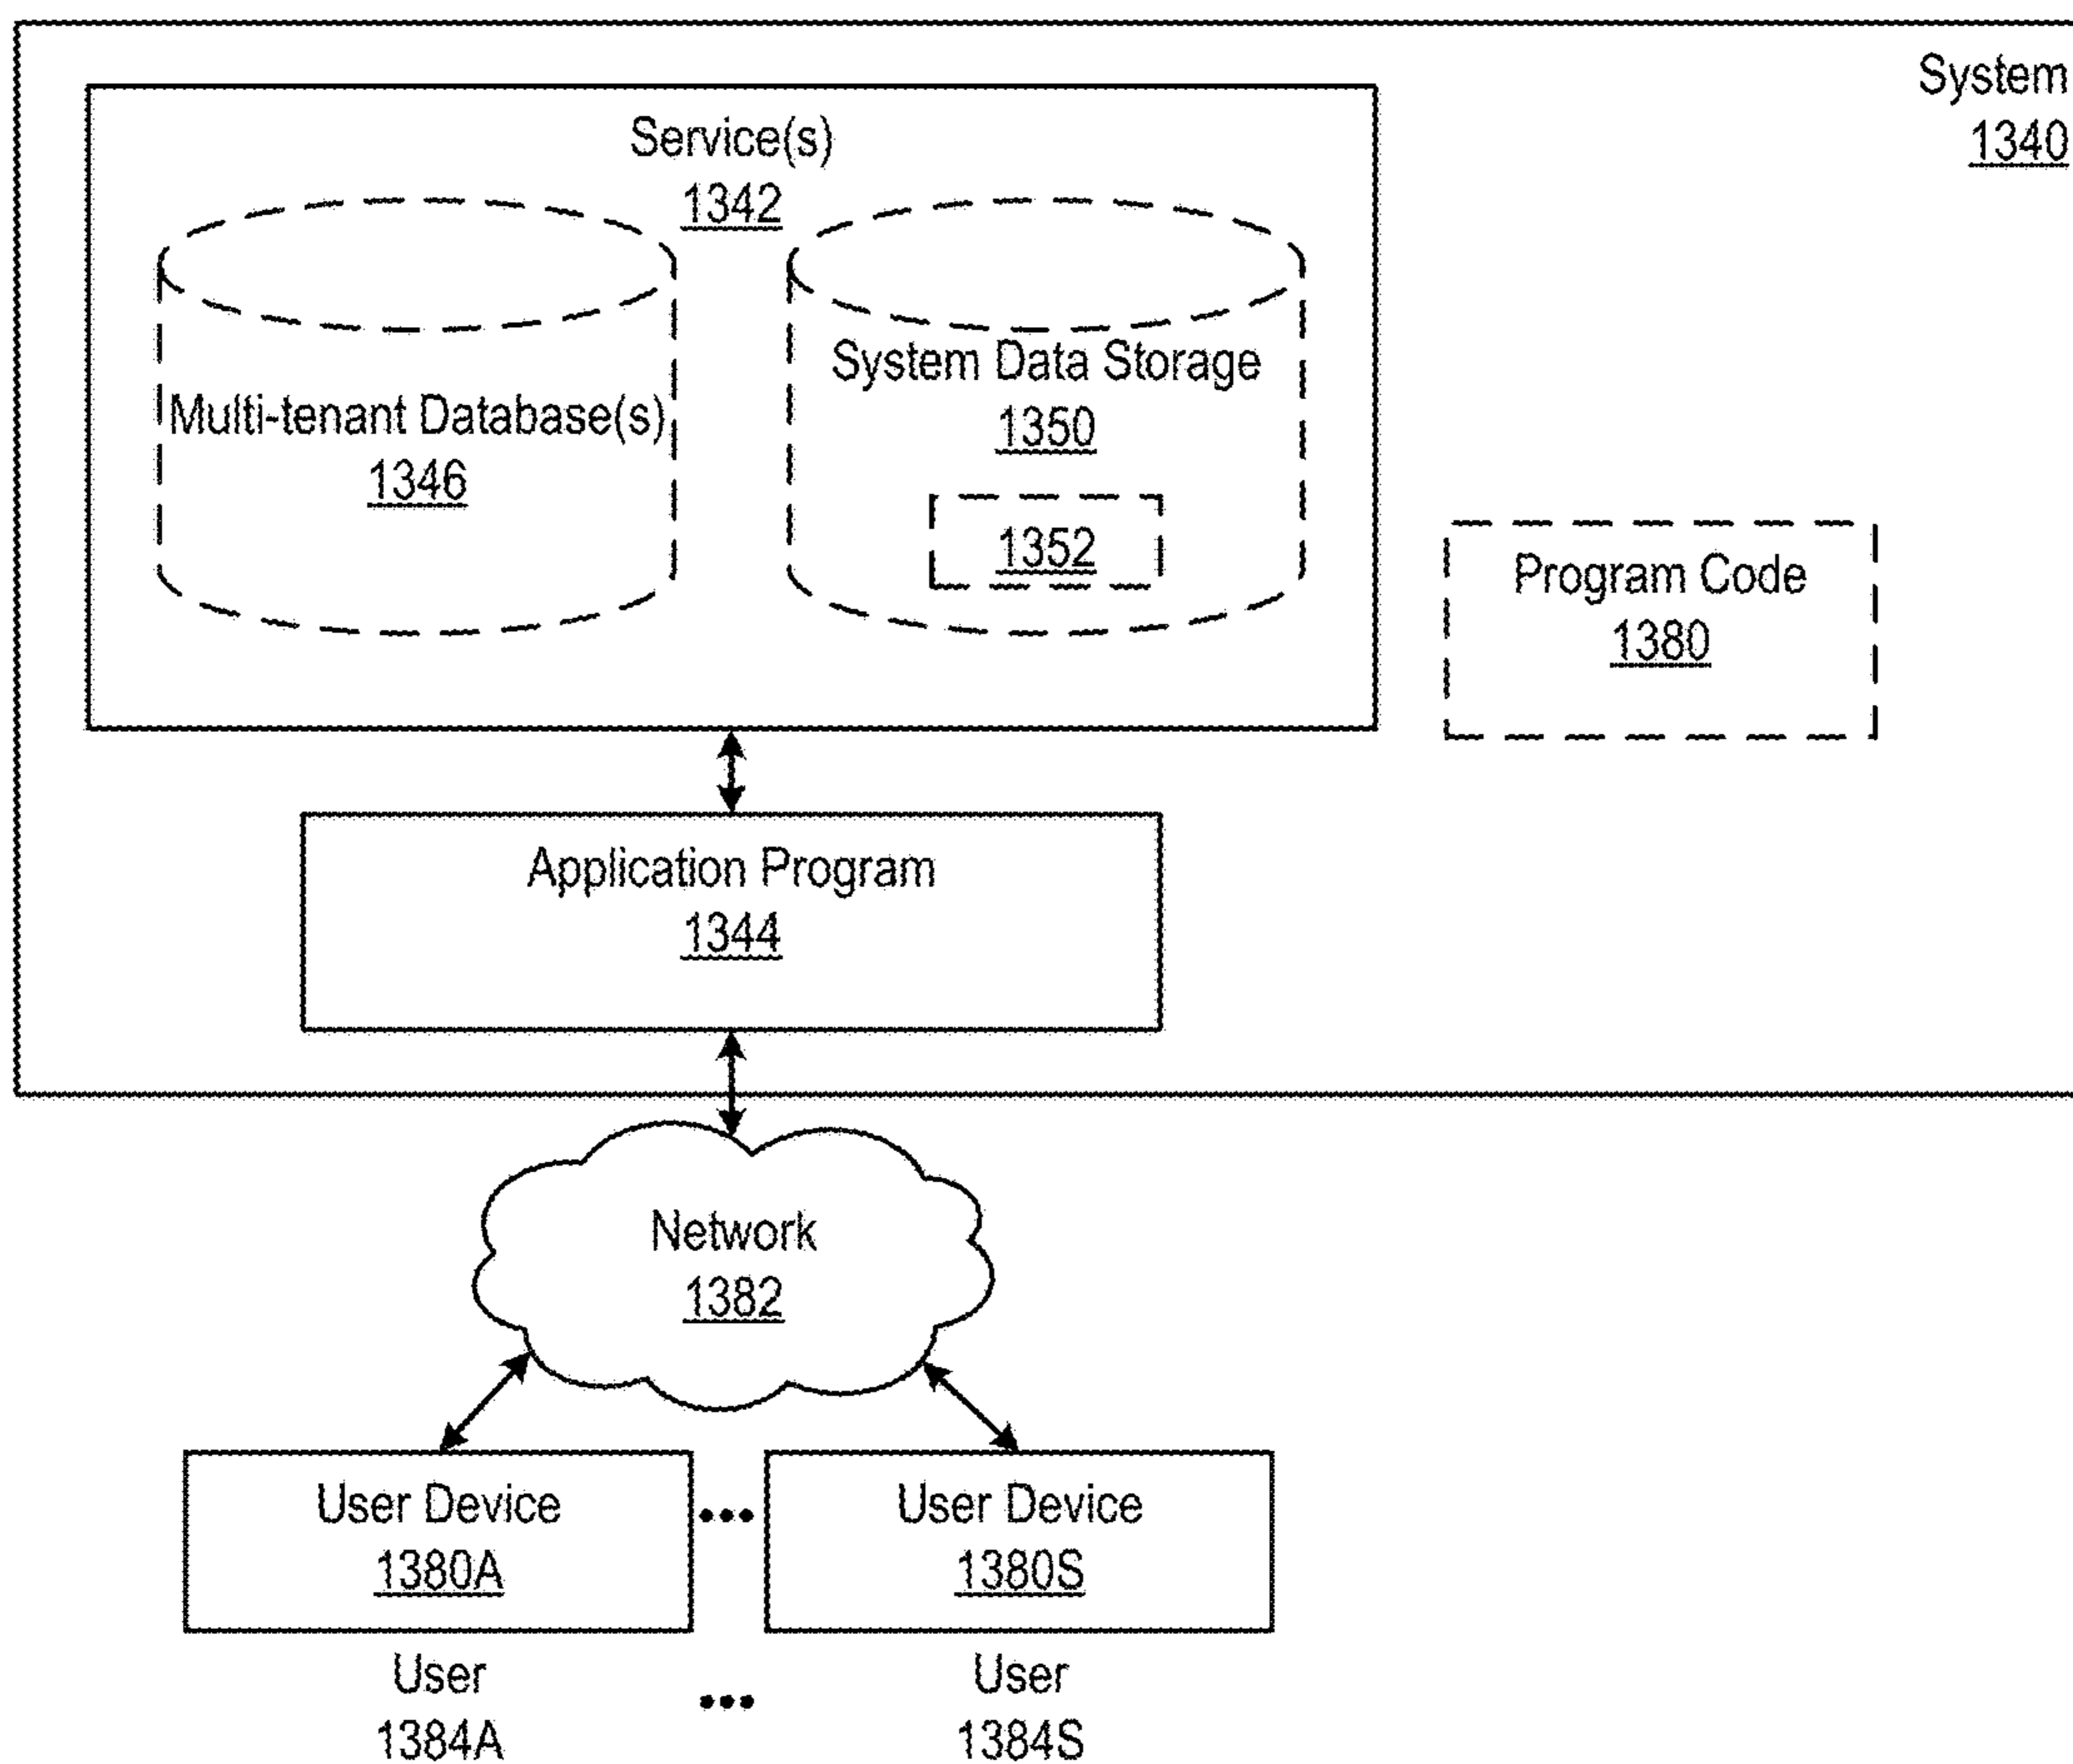 System
1340
Service(s)
1342
Multi-tenant Database(s)
1346
System Data Storage
1350
1352
Program Code
1380
Application Program
1344
Network
1382
User Device
1380A
•••
User Device
1380S
User
1384A
•••
User
1384S